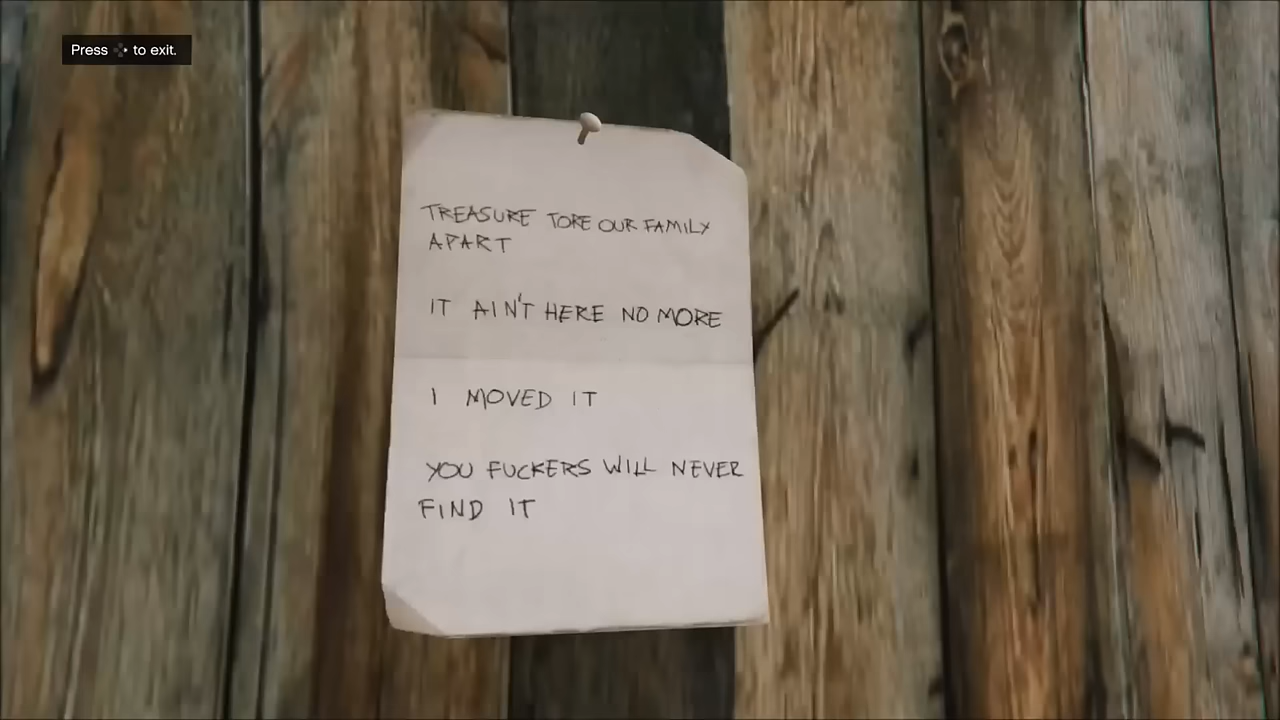 Press to exit.
TREASURE TORE OUR FAMILY
APART
IT AIN'T HERE NO MORE
I MOVED IT
YOU FUCKERS WILL NEVER
FIND IT